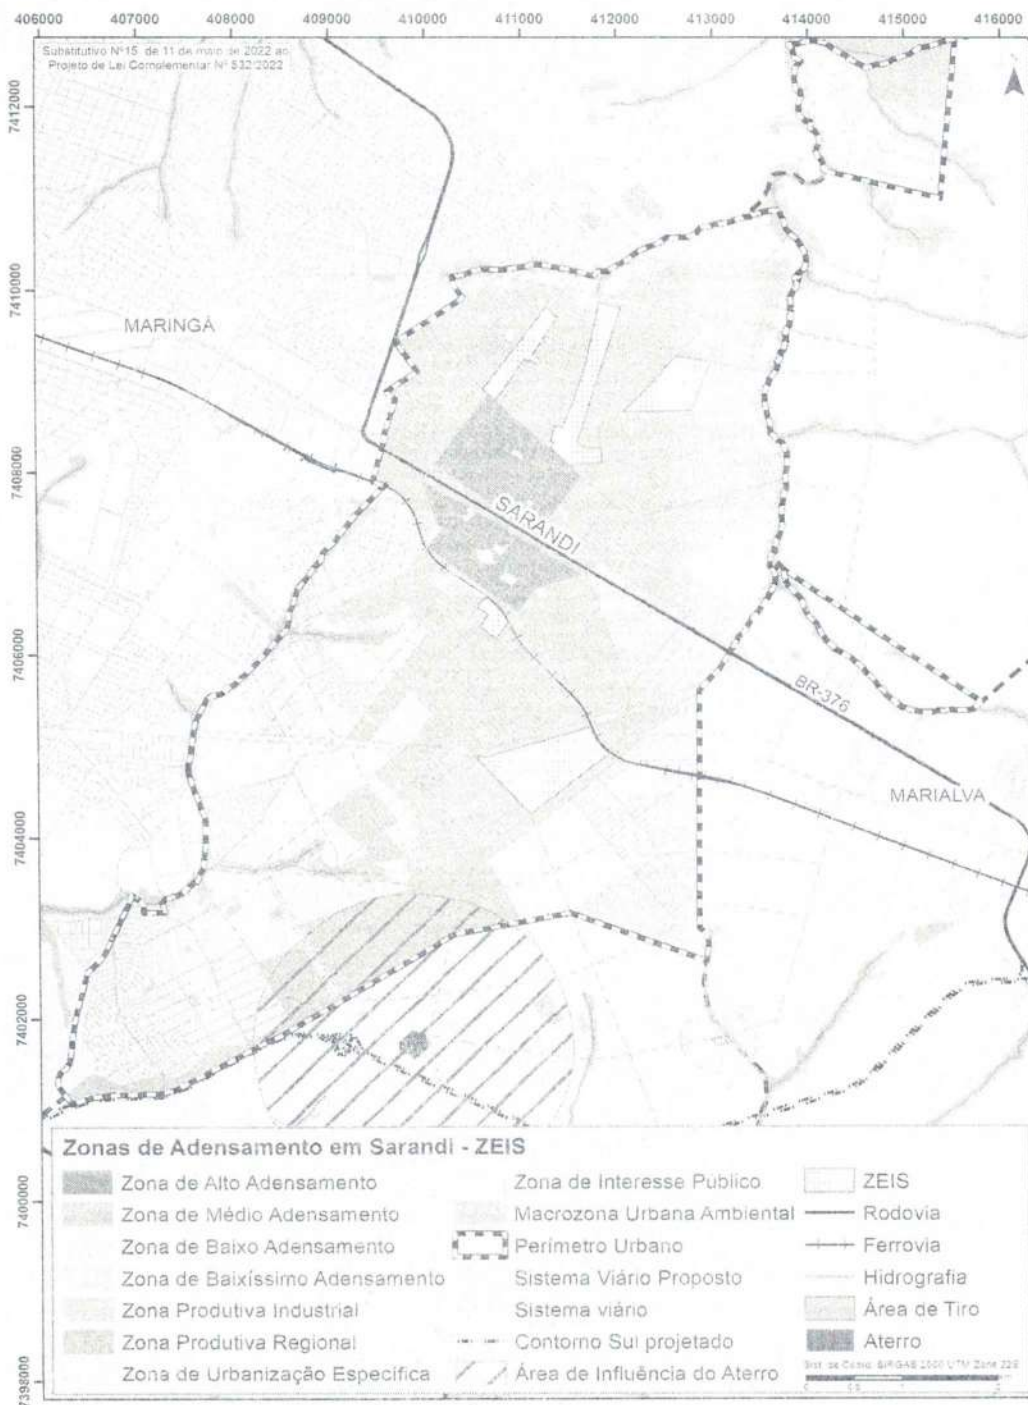 406000 407000 408000 409000 410000 411000 412000 413000 414000 415000 416000
Substitutivo Nº15 de 11 de maio de 2022 ao
Projeto de Lei Complementar Nº 532/2022
7412000
7410000
MARINGÁ
7408000
SARANDI
7406000
BR-376
MARIALVA
7404000
7402000
7400000
7398000
Zonas de Adensamento em Sarandi - ZEIS
Zona de Alto Adensamento
Zona de Médio Adensamento
Zona de Baixo Adensamento
Zona de Baixíssimo Adensamento
Zona Produtiva Industrial
Zona Produtiva Regional
Zona de Urbanização Específica
Zona de Interesse Público
Macrozona Urbana Ambiental
Perímetro Urbano
Sistema Viário Proposto
Sistema viário
Contorno Sul projetado
Área de Influência do Aterro
ZEIS
Rodovia
Ferrovia
Hidrografia
Área de Tiro
Aterro
SIRGAS 2000 UTM Zone 22S